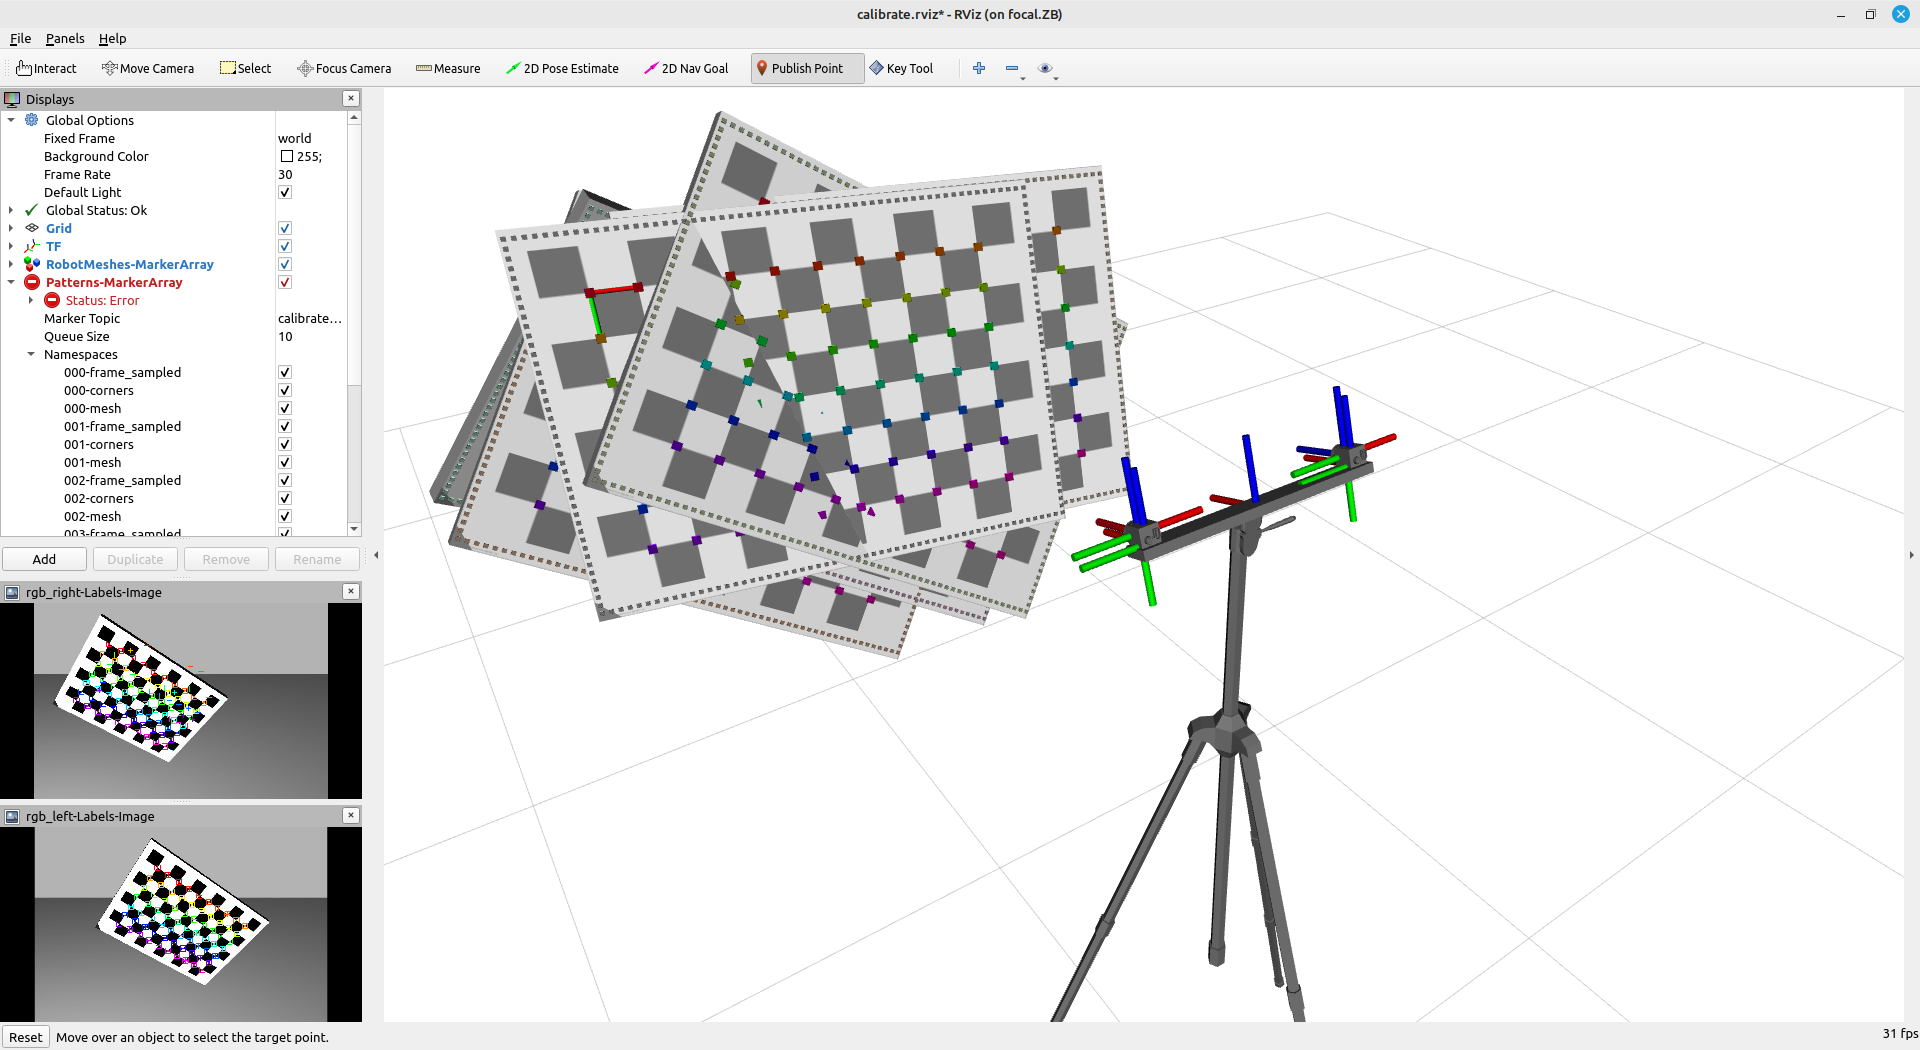 calibrate.rviz* - RViz (on focal.ZB)
File Panels Help
Interact Move Camera Select Focus Camera Measure 2D Pose Estimate 2D Nav Goal Publish Point Key Tool
Displays
Global Options
Fixed Frame world
Background Color 255;
Frame Rate 30
Default Light
Global Status: Ok
Grid
TF
RobotMeshes-MarkerArray
Patterns-MarkerArray
Status: Error
Marker Topic calibrate...
Queue Size 10
Namespaces
000-frame_sampled
000-corners
000-mesh
001-frame_sampled
001-corners
001-mesh
002-frame_sampled
002-corners
002-mesh
003-frame_sampled
Add Duplicate Remove Rename
rgb_right-Labels-Image
rgb_left-Labels-Image
Reset Move over an object to select the target point. 31 fps